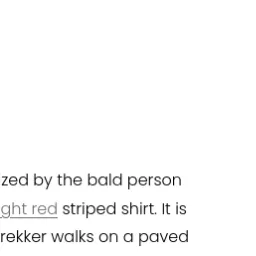 zed by the bald person
ght red striped shirt. It is
rekker walks on a paved